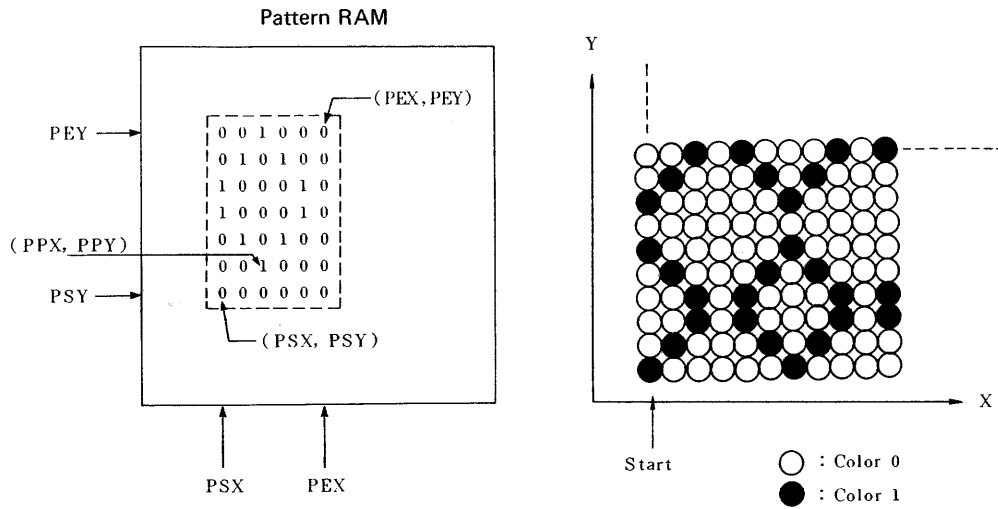 Pattern RAM
(PEX, PEY)
PEY
0 0 1 0 0 0
0 1 0 1 0 0
1 0 0 0 1 0
1 0 0 0 1 0
0 1 0 1 0 0
0 0 1 0 0 0
0 0 0 0 0 0
(PPX, PPY)
PSY
(PSX, PSY)
PSX
PEX
Y
X
Start
: Color 0
: Color 1